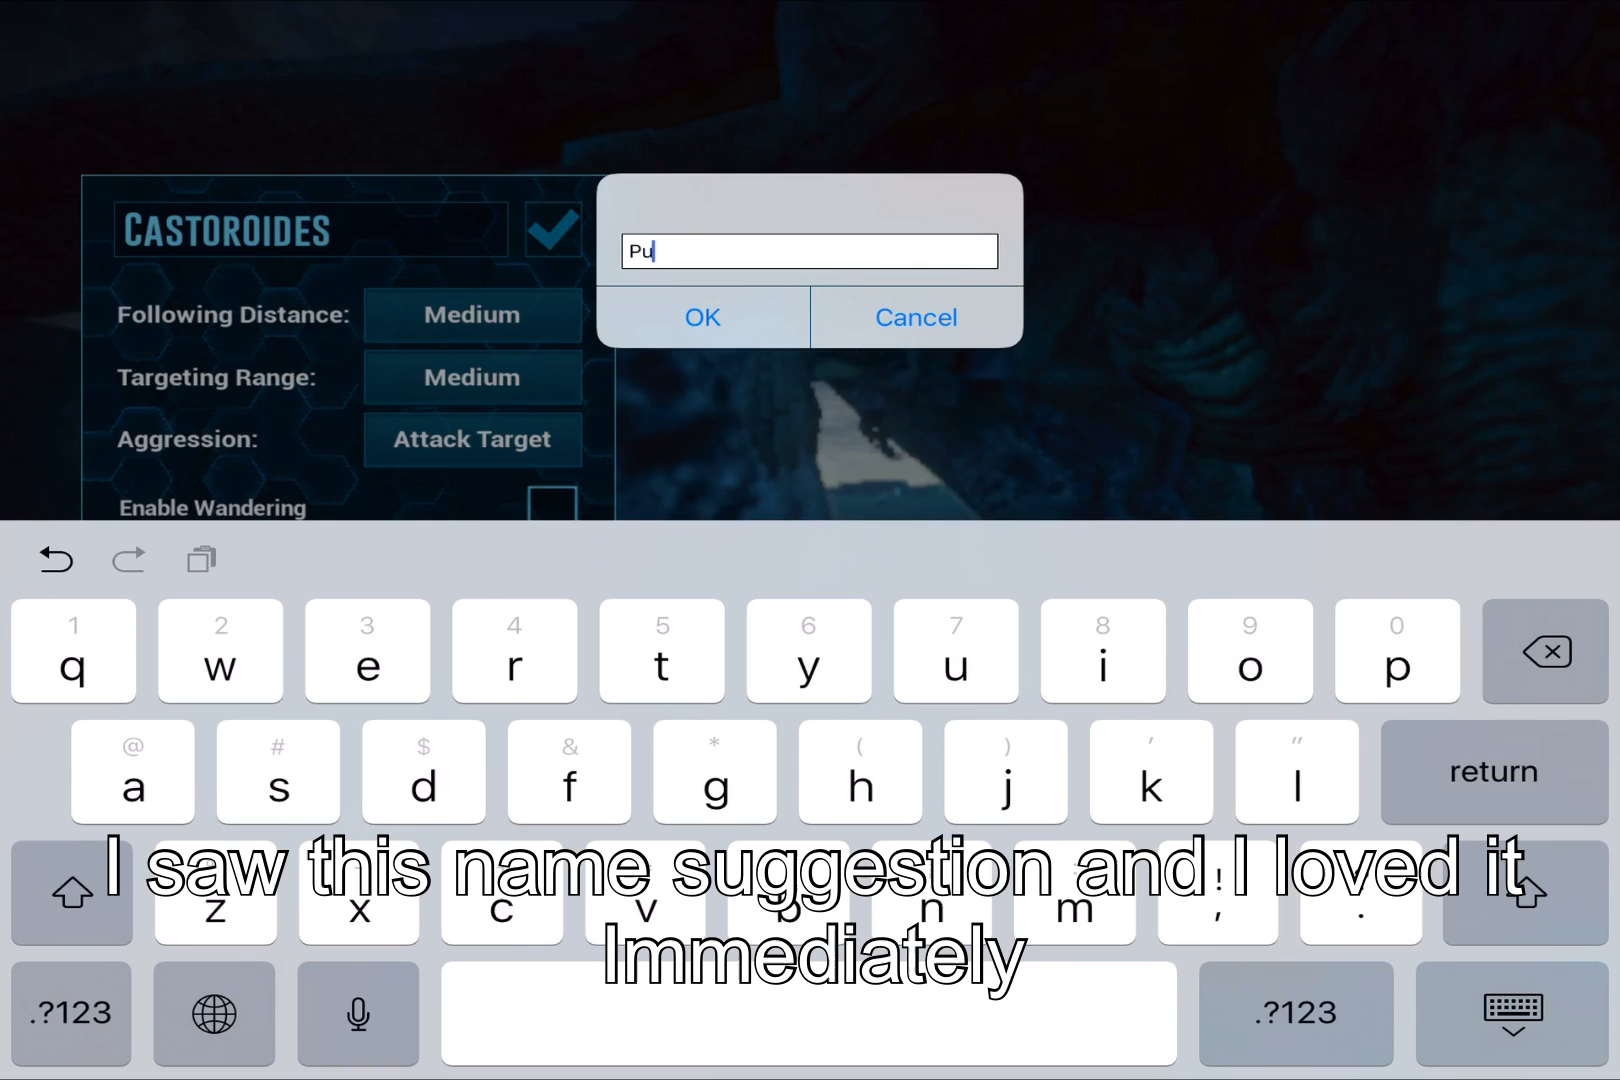 CASTOROIDES
Pu
OK Cancel
Following Distance: Medium
Targeting Range: Medium
Aggression: Attack Target
Enable Wandering
1 2 3 4 5 6 7 8 9 0
q w e r t y u i o p
@ # $ & * ( ) ' "
a s d f g h j k l return
I saw this name suggestion and I loved it
Immediately
z x c v b n m ! , .
.?123 .?123